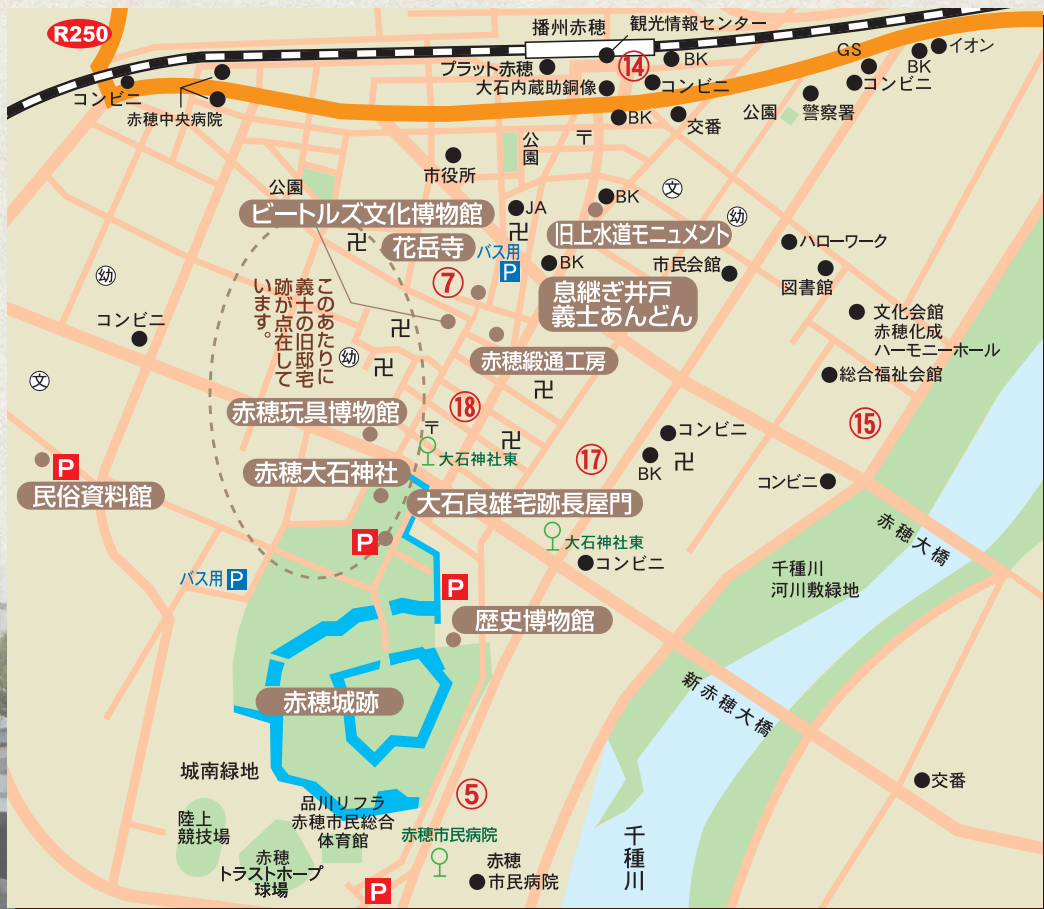 R250
播州赤穂
観光情報センター
プラット赤穂
⑭
BK
GS
BK
イオン
コンビニ
赤穂中央病院
大石内蔵助銅像
コンビニ
コンビニ
BK
交番
公園
警察署
公園
〒
市役所
公園
文
BK
JA
幼
ビートルズ文化博物館
卍
卍
花岳寺
バス用
P
旧上水道モニュメント
BK
市民会館
ハローワーク
図書館
幼
⑦
息継ぎ井戸
義士あんどん
このあたりに
義士の旧邸宅
跡が点在して
います。
コンビニ
卍
文化会館
赤穂化成
ハーモニーホール
幼
卍
赤穂緞通工房
総合福祉会館
文
卍
赤穂玩具博物館
⑱
⑮
〒
卍
大石神社東
⑰
コンビニ
BK
卍
P
民俗資料館
赤穂大石神社
大石良雄宅跡長屋門
コンビニ
赤穂大橋
P
大石神社東
コンビニ
バス用
P
P
千種川
河川敷緑地
歴史博物館
赤穂城跡
新赤穂大橋
城南緑地
交番
⑤
陸上
競技場
品川リフラ
赤穂市民総合
体育館
赤穂市民病院
赤穂
トラストホープ
球場
赤穂
市民病院
P
千種川